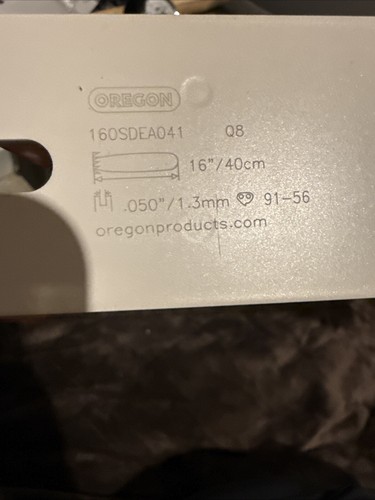 OREGON
160SDEA041 Q8
16"/40cm
.050"/1.3mm 91-56
oregonproducts.com